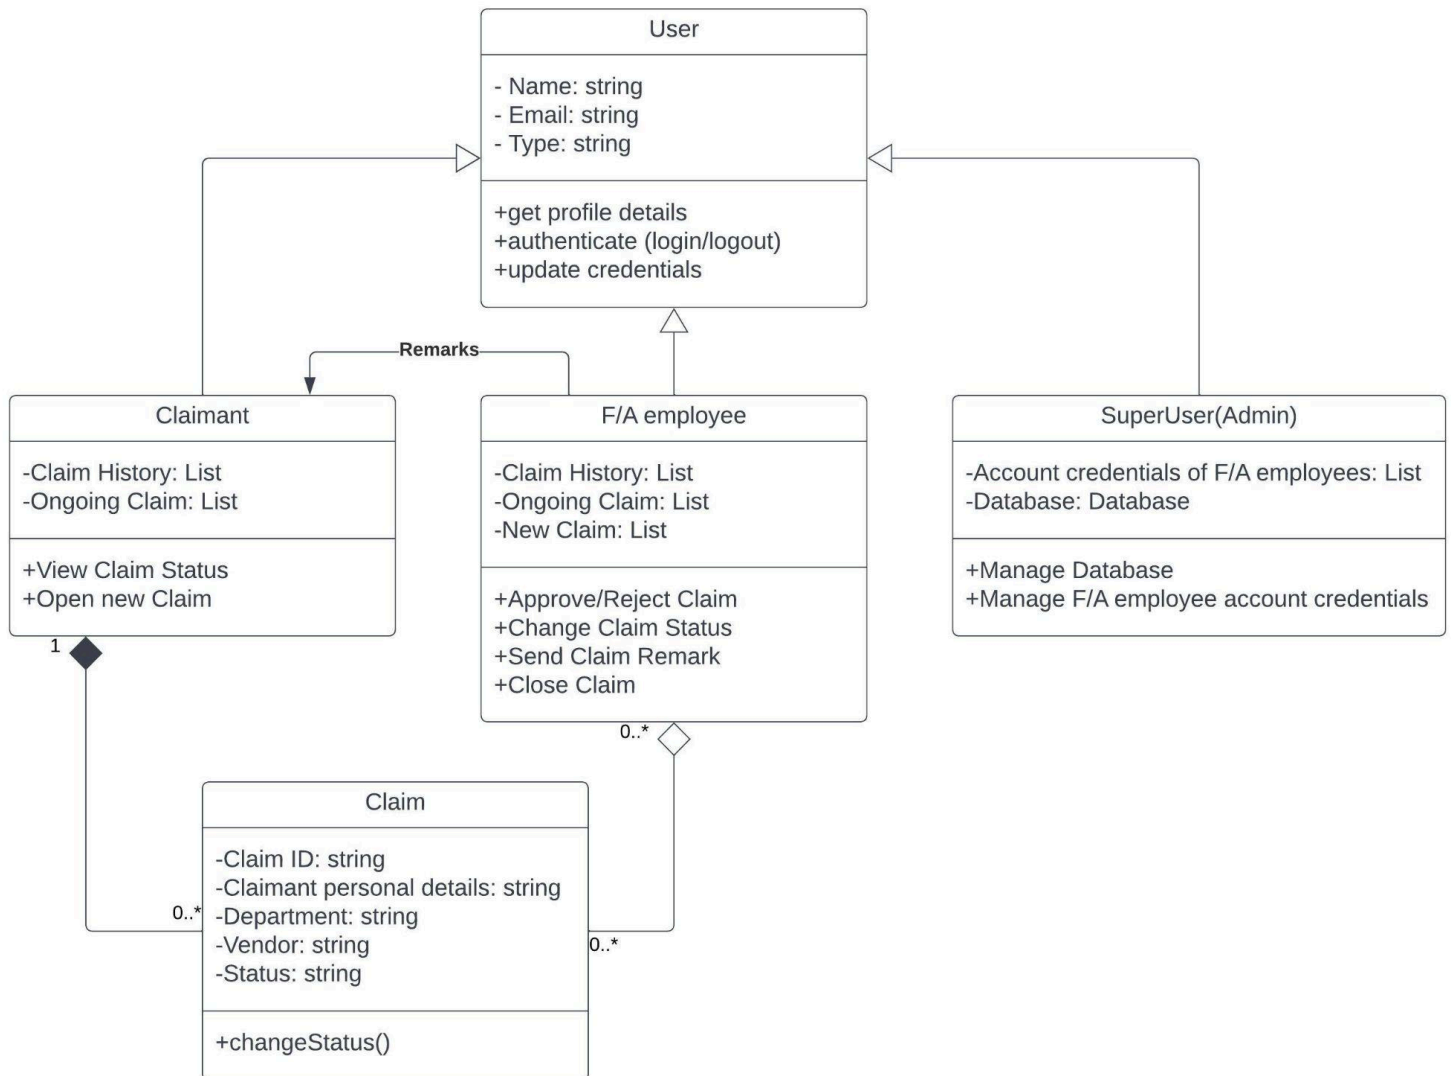 User
- Name: string
- Email: string
- Type: string
+get profile details
+authenticate (login/logout)
+update credentials
Remarks
Claimant
-Claim History: List
-Ongoing Claim: List
+View Claim Status
+Open new Claim
1
F/A employee
-Claim History: List
-Ongoing Claim: List
-New Claim: List
+Approve/Reject Claim
+Change Claim Status
+Send Claim Remark
+Close Claim
0..*
SuperUser(Admin)
-Account credentials of F/A employees: List
-Database: Database
+Manage Database
+Manage F/A employee account credentials
Claim
-Claim ID: string
-Claimant personal details: string
-Department: string
-Vendor: string
-Status: string
+changeStatus()
0..*
0..*